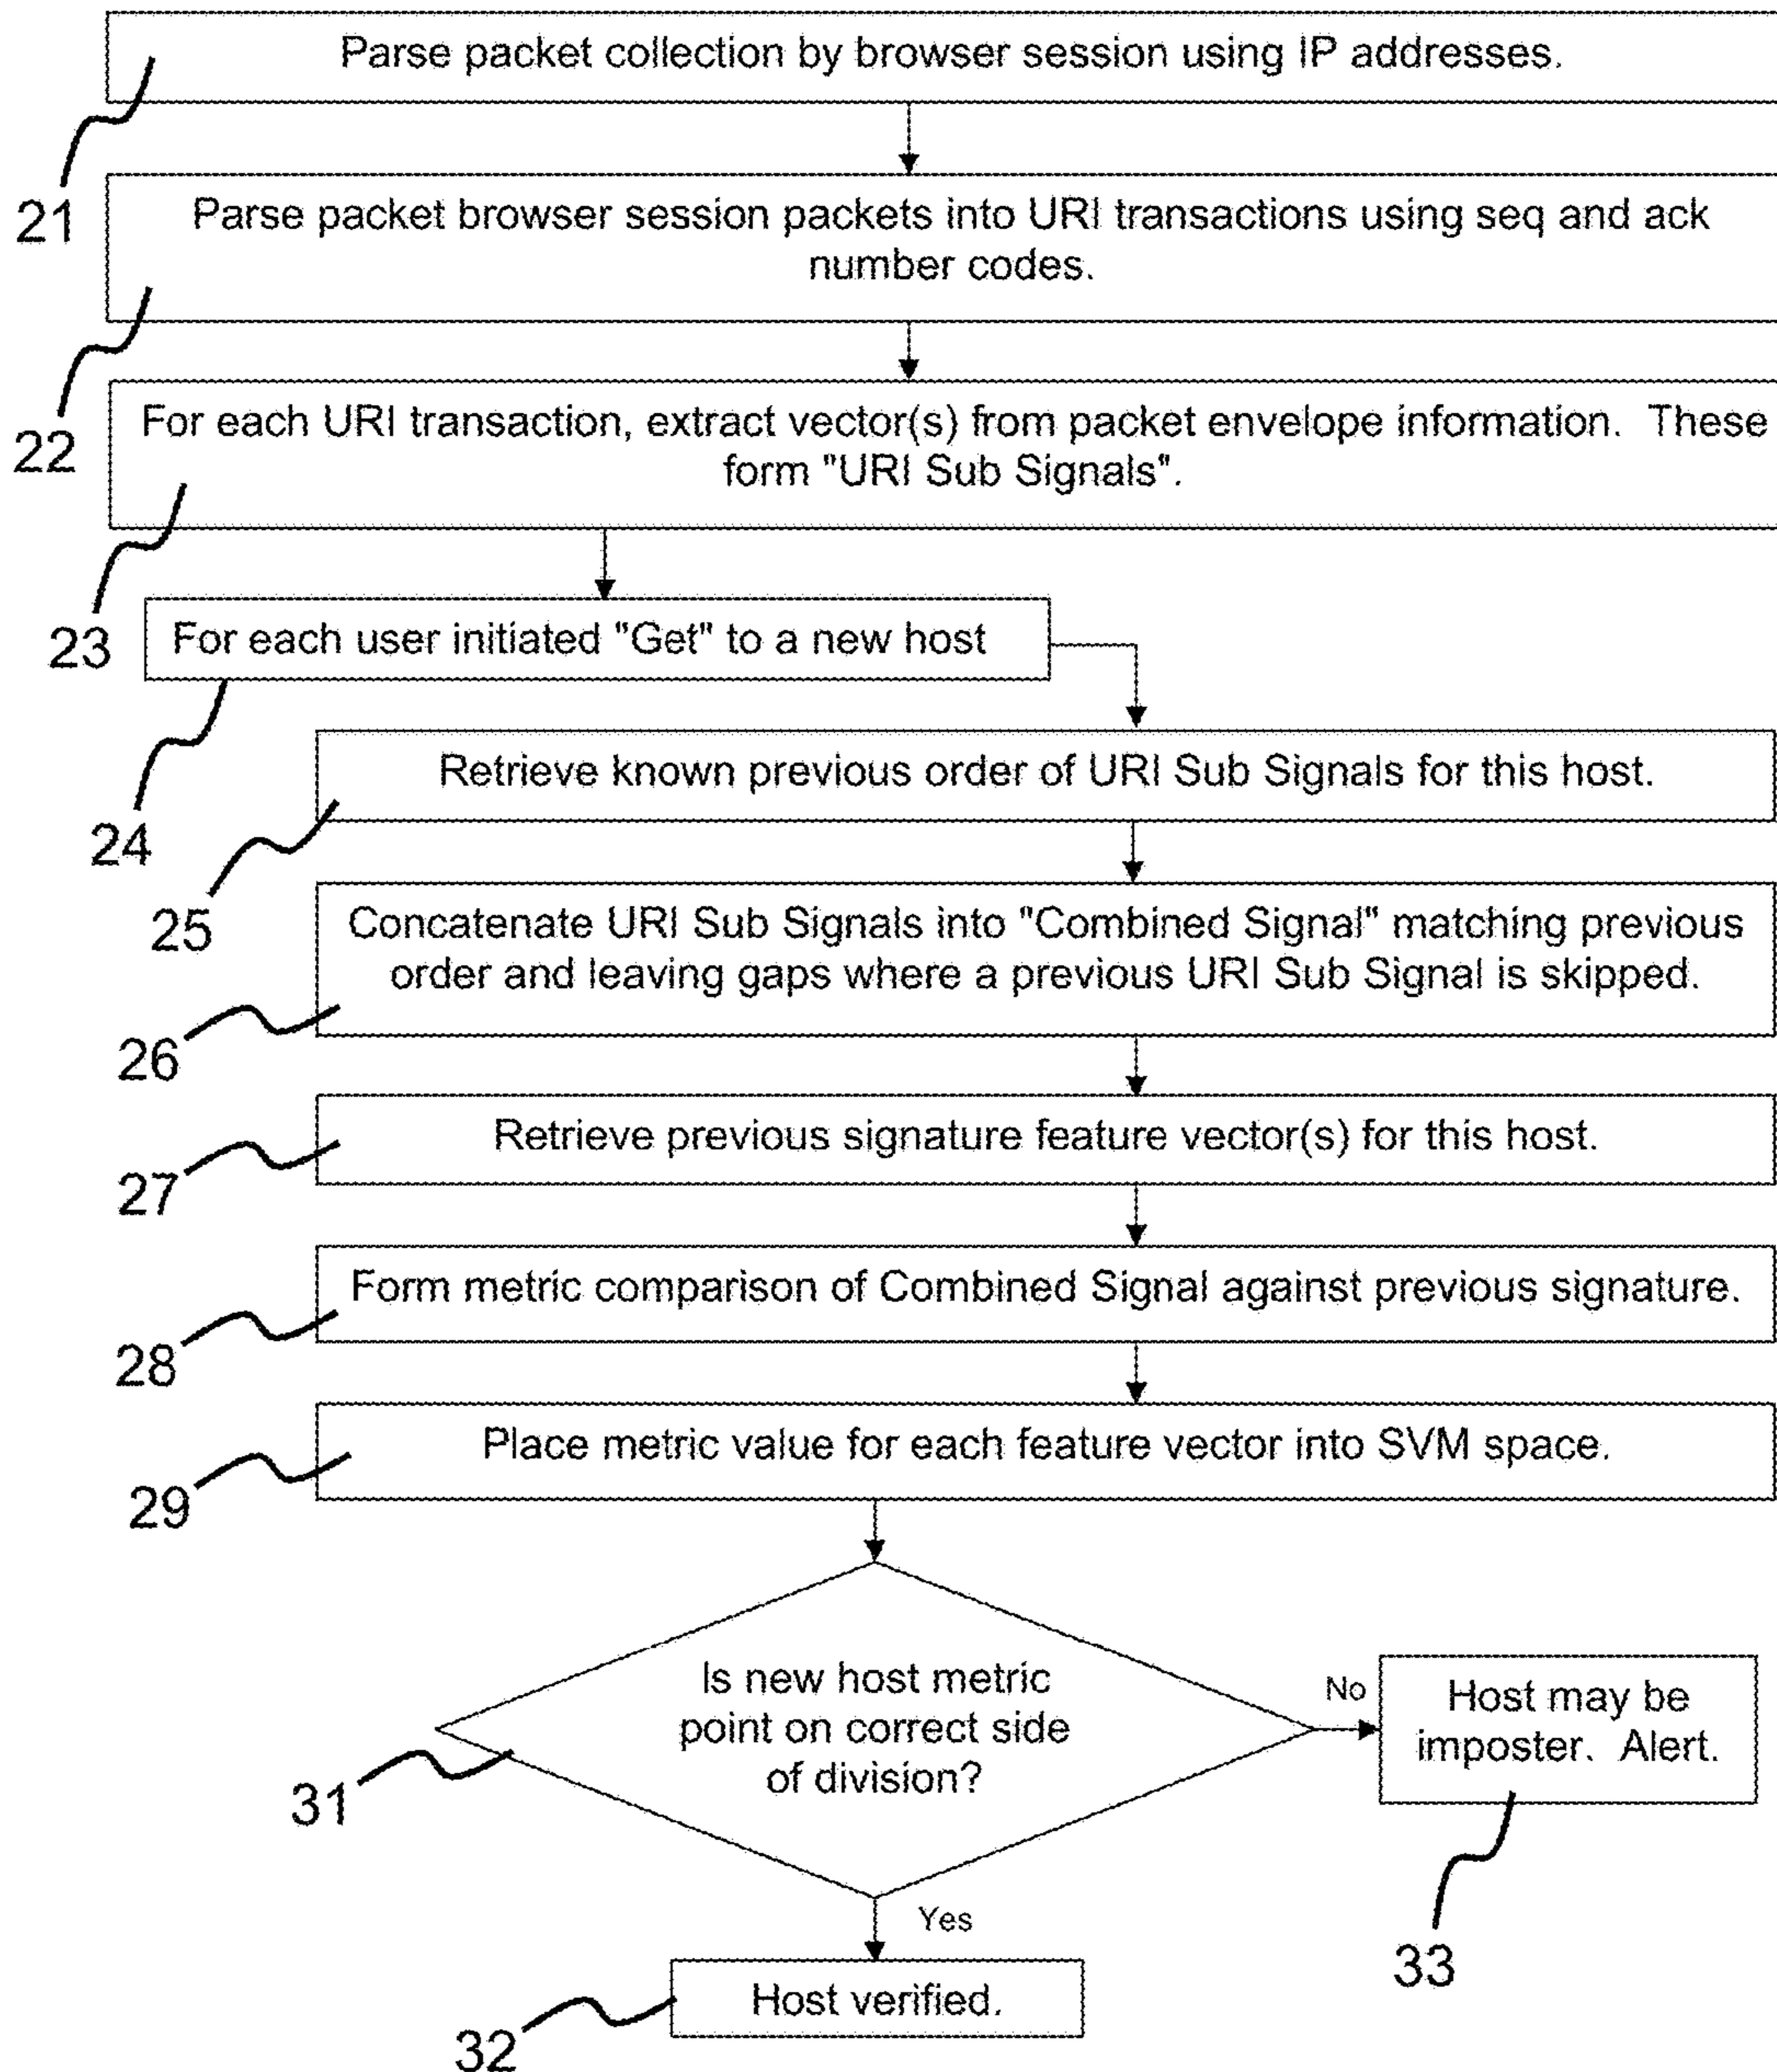 Parse packet collection by browser session using IP addresses.
21
Parse packet browser session packets into URI transactions using seq and ack
number codes.
22
For each URI transaction, extract vector(s) from packet envelope information. These
form "URI Sub Signals".
23
For each user initiated "Get" to a new host
24
Retrieve known previous order of URI Sub Signals for this host.
25
Concatenate URI Sub Signals into "Combined Signal" matching previous
order and leaving gaps where a previous URI Sub Signal is skipped.
26
Retrieve previous signature feature vector(s) for this host.
27
Form metric comparison of Combined Signal against previous signature.
28
Place metric value for each feature vector into SVM space.
29
Is new host metric
point on correct side
of division?
31
No
Host may be
imposter. Alert.
33
Yes
Host verified.
32